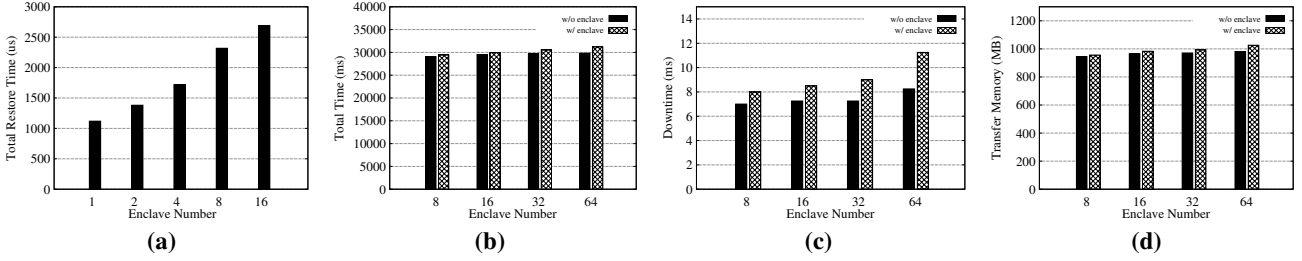 3000
2500
2000
1500
1000
500
0
Total Restore Time (us)
1 2 4 8 16
Enclave Number
(a)
40000
35000
30000
25000
20000
15000
10000
5000
0
Total Time (ms)
w/o enclave
w/ enclave
8 16 32 64
Enclave Number
(b)
14
12
10
8
6
4
2
0
Downtime (ms)
w/o enclave
w/ enclave
8 16 32 64
Enclave Number
(c)
1200
1000
800
600
400
200
0
Transfer Memory (MB)
w/o enclave
w/ enclave
8 16 32 64
Enclave Number
(d)